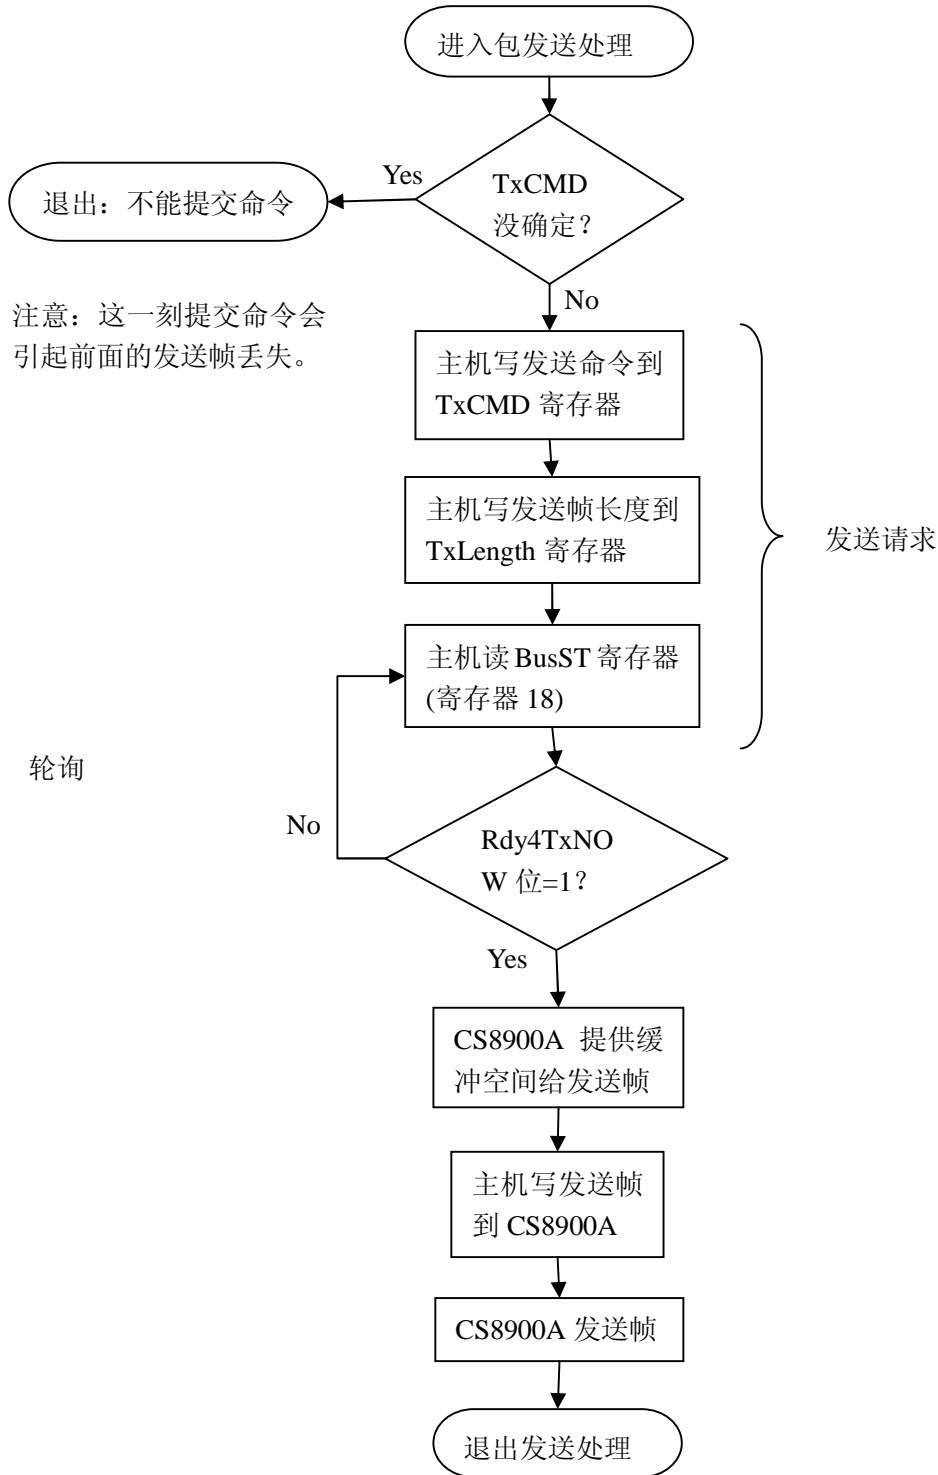 进入包发送处理
Yes
TxCMD
没确定?
退出：不能提交命令
No
注意：这一刻提交命令会
引起前面的发送帧丢失。
主机写发送命令到
TxCMD 寄存器
主机写发送帧长度到
TxLength 寄存器
发送请求
主机读 BusST 寄存器
(寄存器 18)
轮询
No
Rdy4TxNO
W 位=1?
Yes
CS8900A 提供缓
冲空间给发送帧
主机写发送帧
到 CS8900A
CS8900A 发送帧
退出发送处理